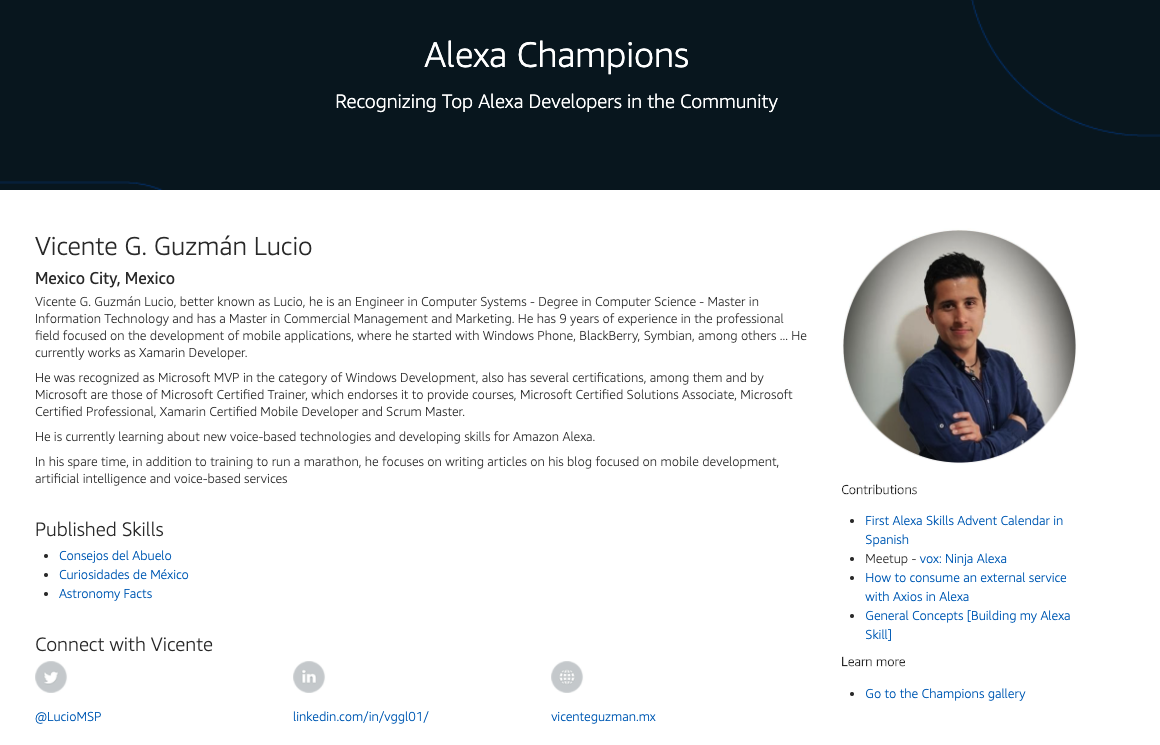 Alexa Champions
Recognizing Top Alexa Developers in the Community
Vicente G. Guzmán Lucio
Mexico City, Mexico
Vicente G. Guzmán Lucio, better known as Lucio, he is an Engineer in Computer Systems - Degree in Computer Science - Master in
Information Technology and has a Master in Commercial Management and Marketing. He has 9 years of experience in the professional
field focused on the development of mobile applications, where he started with Windows Phone, BlackBerry, Symbian, among others ... He
currently works as Xamarin Developer.
He was recognized as Microsoft MVP in the category of Windows Development, also has several certifications, among them and by
Microsoft are those of Microsoft Certified Trainer, which endorses it to provide courses, Microsoft Certified Solutions Associate, Microsoft
Certified Professional, Xamarin Certified Mobile Developer and Scrum Master.
He is currently learning about new voice-based technologies and developing skills for Amazon Alexa.
In his spare time, in addition to training to run a marathon, he focuses on writing articles on his blog focused on mobile development,
artificial intelligence and voice-based services
Published Skills
• Consejos del Abuelo
• Curiosidades de México
• Astronomy Facts
Connect with Vicente
in
@LucioMSP
linkedin.com/in/vggl01/
vicenteguzman.mx
Contributions
• First Alexa Skills Advent Calendar in
Spanish
• Meetup - vox: Ninja Alexa
• How to consume an external service
with Axios in Alexa
• General Concepts [Building my Alexa
Skill]
Learn more
• Go to the Champions gallery